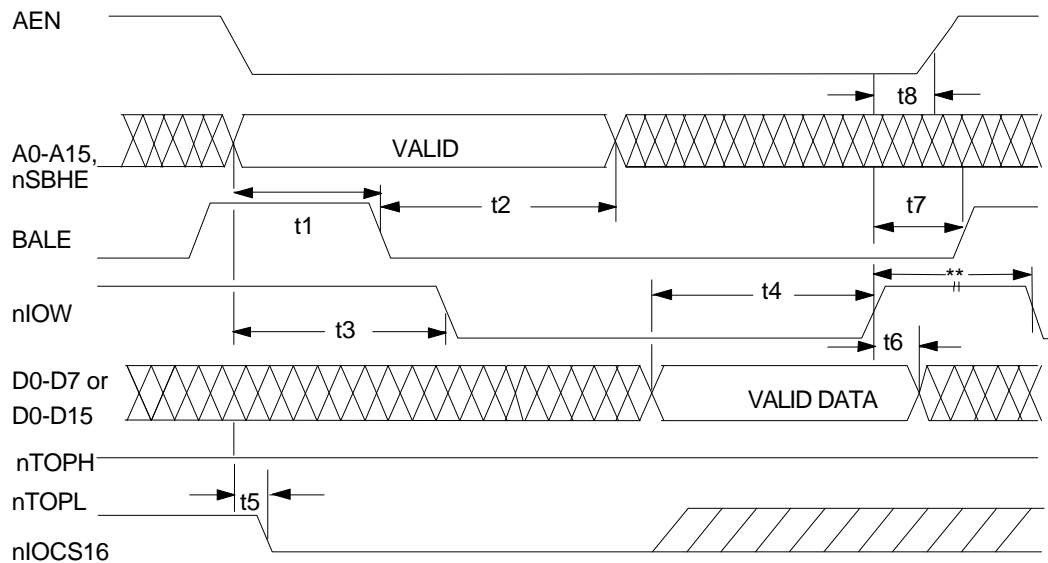 AEN
t8
A0-A15,
nSBHE
VALID
t1
t2
t7
BALE
**
nIOW
t3
t4
t6
D0-D7 or
D0-D15
VALID DATA
nTOPH
nTOPL
t5
nIOCS16